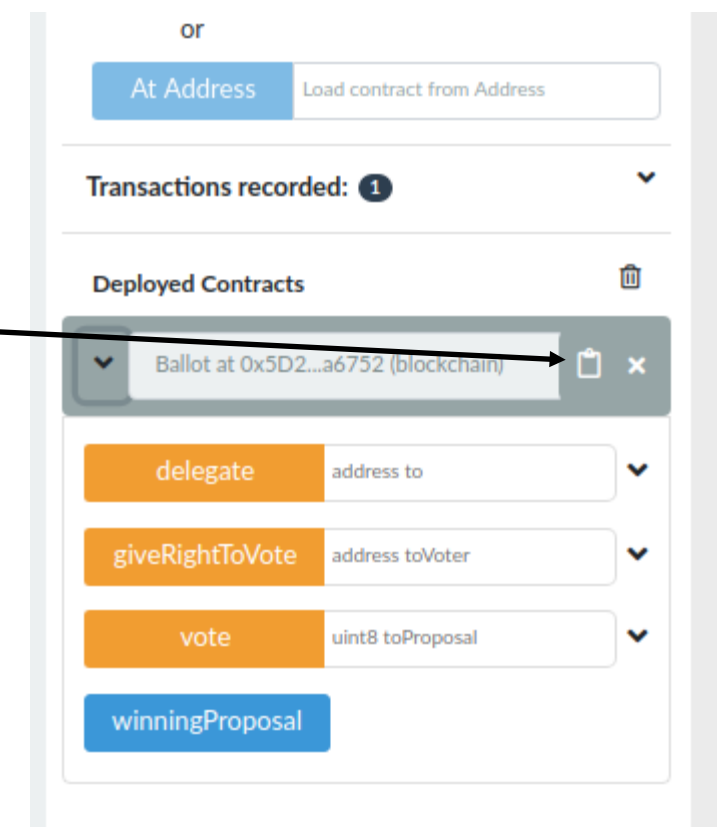 or
At Address Load contract from Address
Transactions recorded: 1
Deployed Contracts
Ballot at 0x5D2...a6752 (blockchain)
delegate address to
giveRightToVote address toVoter
vote uint8 toProposal
winningProposal